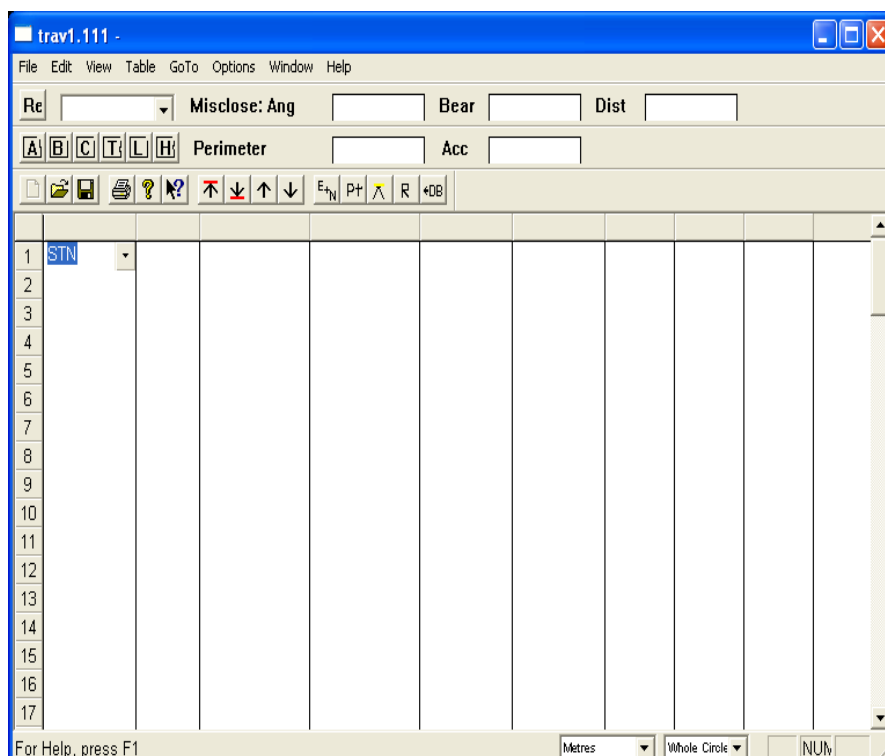 trav1.111 -
File Edit View Table GoTo Options Window Help
Re Misclose: Ang Bear Dist
A B C T L H Perimeter Acc
E+N P† R +DB
1 STN
2
3
4
5
6
7
8
9
10
11
12
13
14
15
16
17
For Help, press F1 Metres Whole Circle NUM